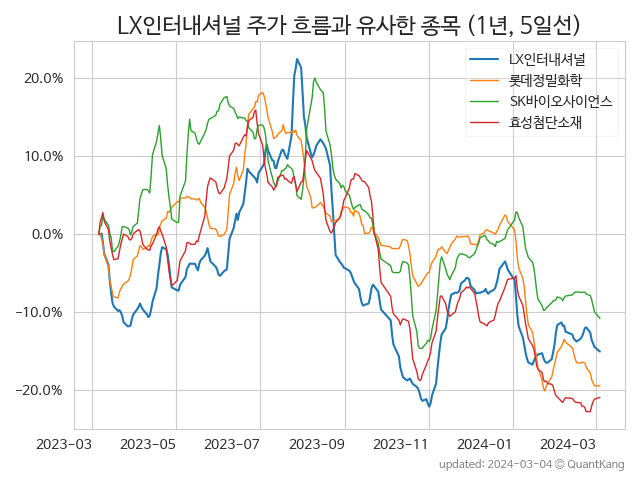 LX인터내셔널 주가 흐름과 유사한 종목 (1년, 5일선)
LX인터내셔널
롯데정밀화학
SK바이오사이언스
효성첨단소재
20.0%
10.0%
0.0%
−10.0%
−20.0%
2023-03
2023-05
2023-07
2023-09
2023-11
2024-01
2024-03
updated: 2024-03-04 © QuantKang